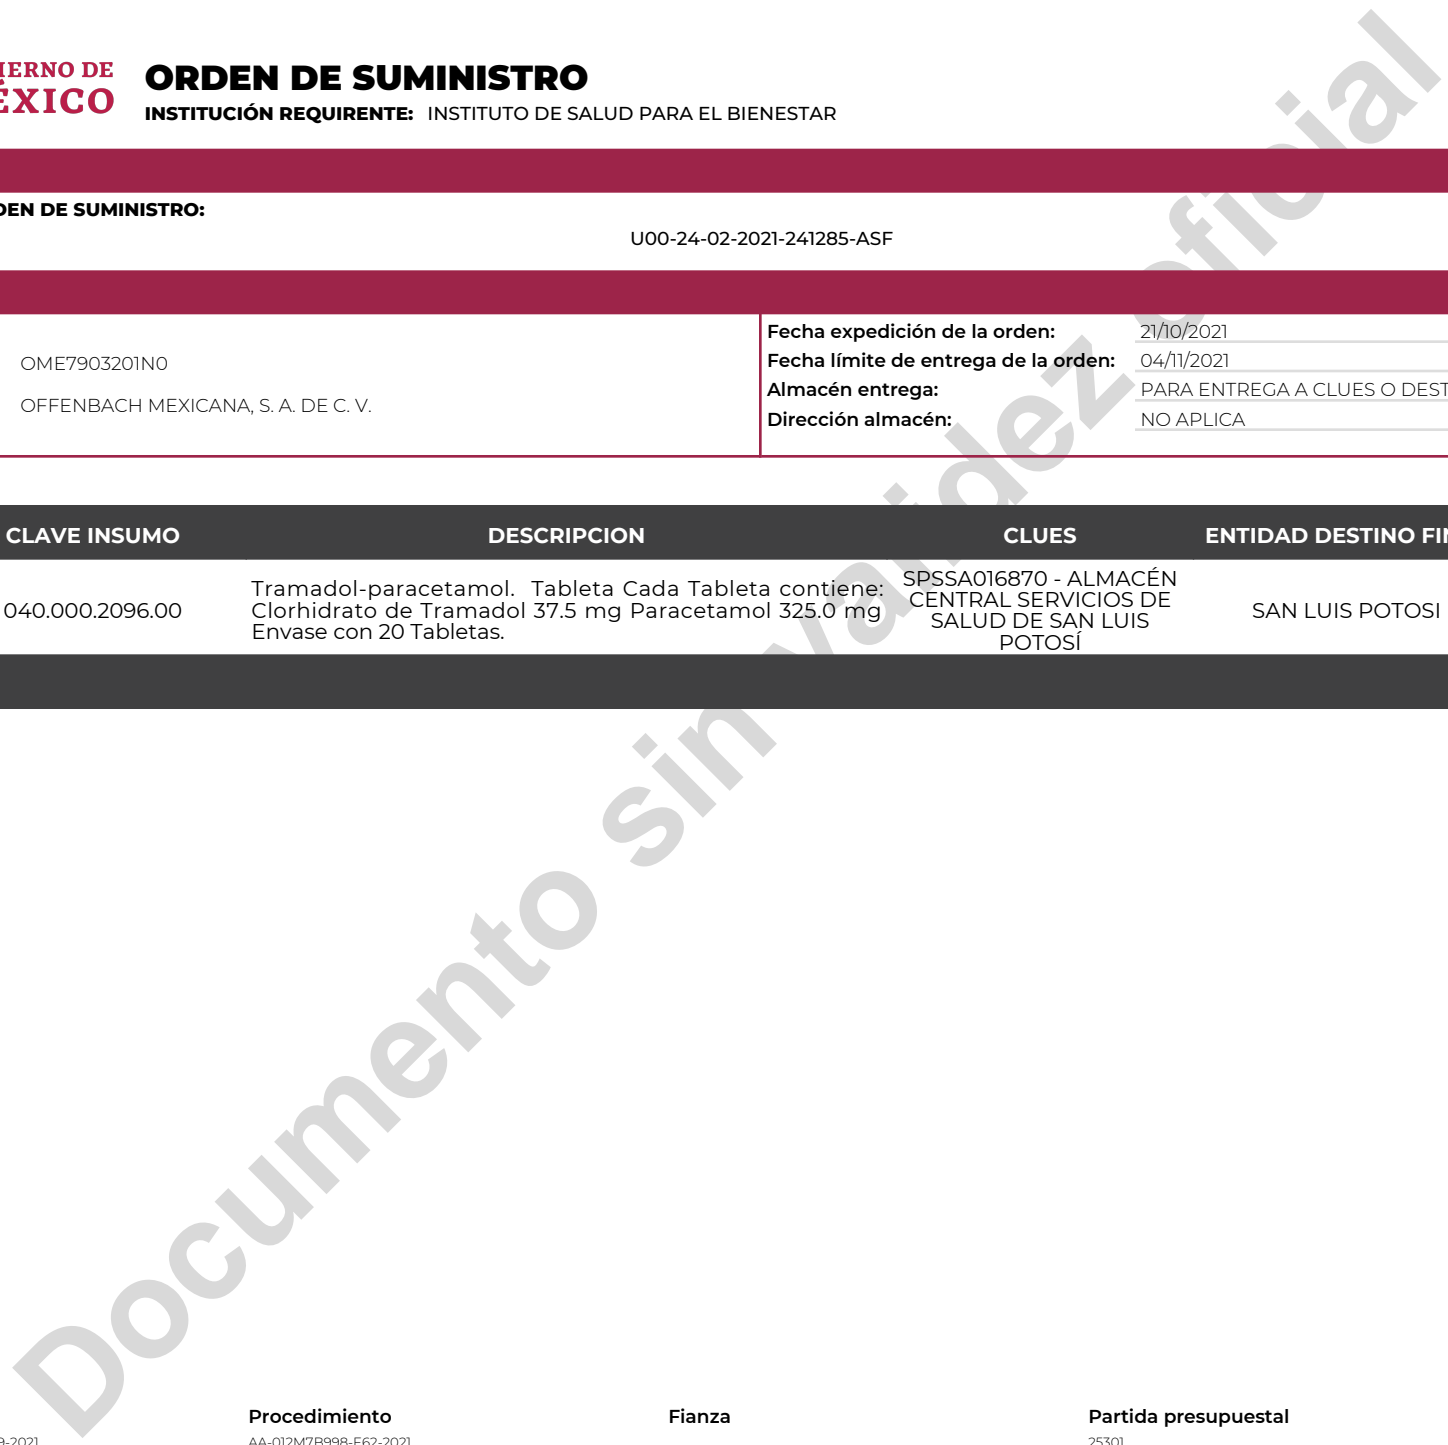 ORDEN DE SUMINISTRO
INSTITUCIÓN REQUIRENTE: INSTITUTO DE SALUD PARA EL BIENESTAR
DE SUMINISTRO:
U00-24-02-2021-241285-ASF
OME7903201N0
OFFENBACH MEXICANA, S. A. DE C. V.
Fecha expedición de la orden: 21/10/2021
Fecha límite de entrega de la orden: 04/11/2021
Almacén entrega: PARA ENTREGA A CLUES O DEST
Dirección almacén: NO APLICA
CLAVE INSUMO DESCRIPCION CLUES ENTIDAD DESTINO
040.000.2096.00
Tramadol-paracetamol. Tableta Cada Tableta contiene:
Clorhidrato de Tramadol 37.5 mg Paracetamol 325.0 mg
Envase con 20 Tabletas.
SPSSA016870 - ALMACÉN
CENTRAL SERVICIOS DE
SALUD DE SAN LUIS
POTOSÍ
SAN LUIS POTOSI
Documento sin validez oficial
Procedimiento Fianza Partida presupuestal
AA-012M7B998-E62-2021 25301